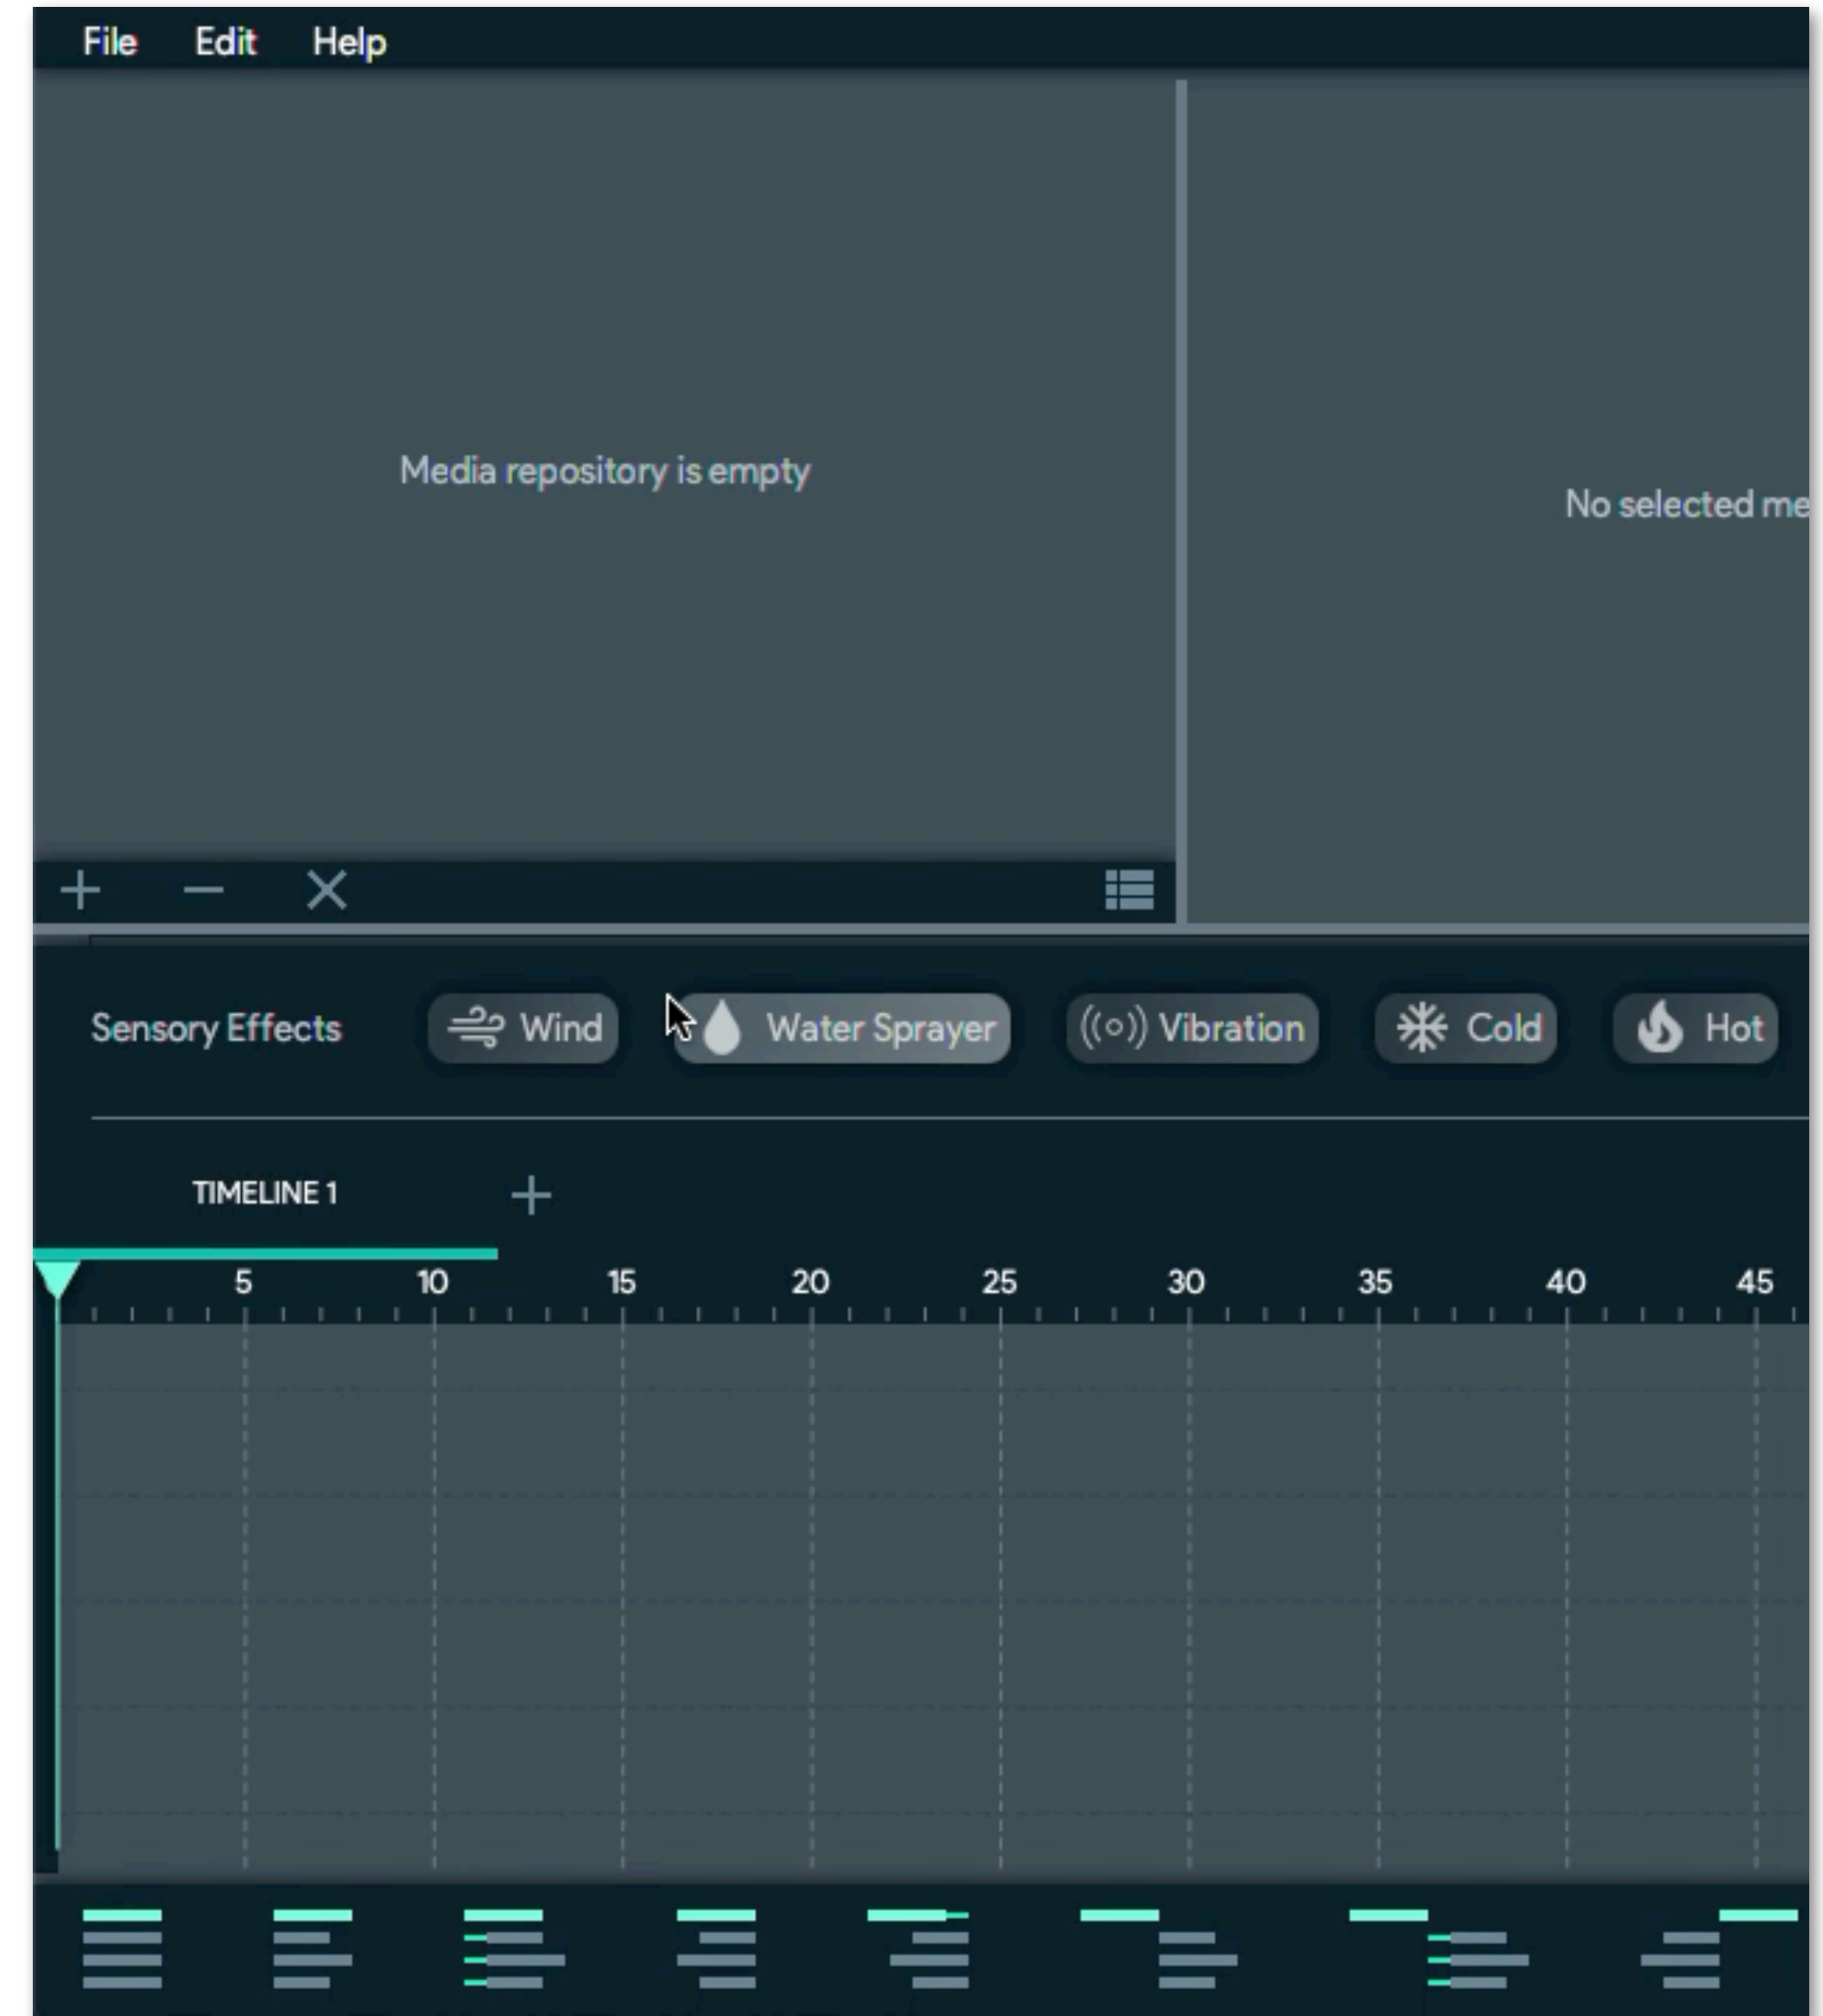 File Edit Help
Media repository is empty
No selected me
Sensory Effects Wind Water Sprayer Vibration Cold Hot
TIMELINE 1
5 10 15 20 25 30 35 40 45